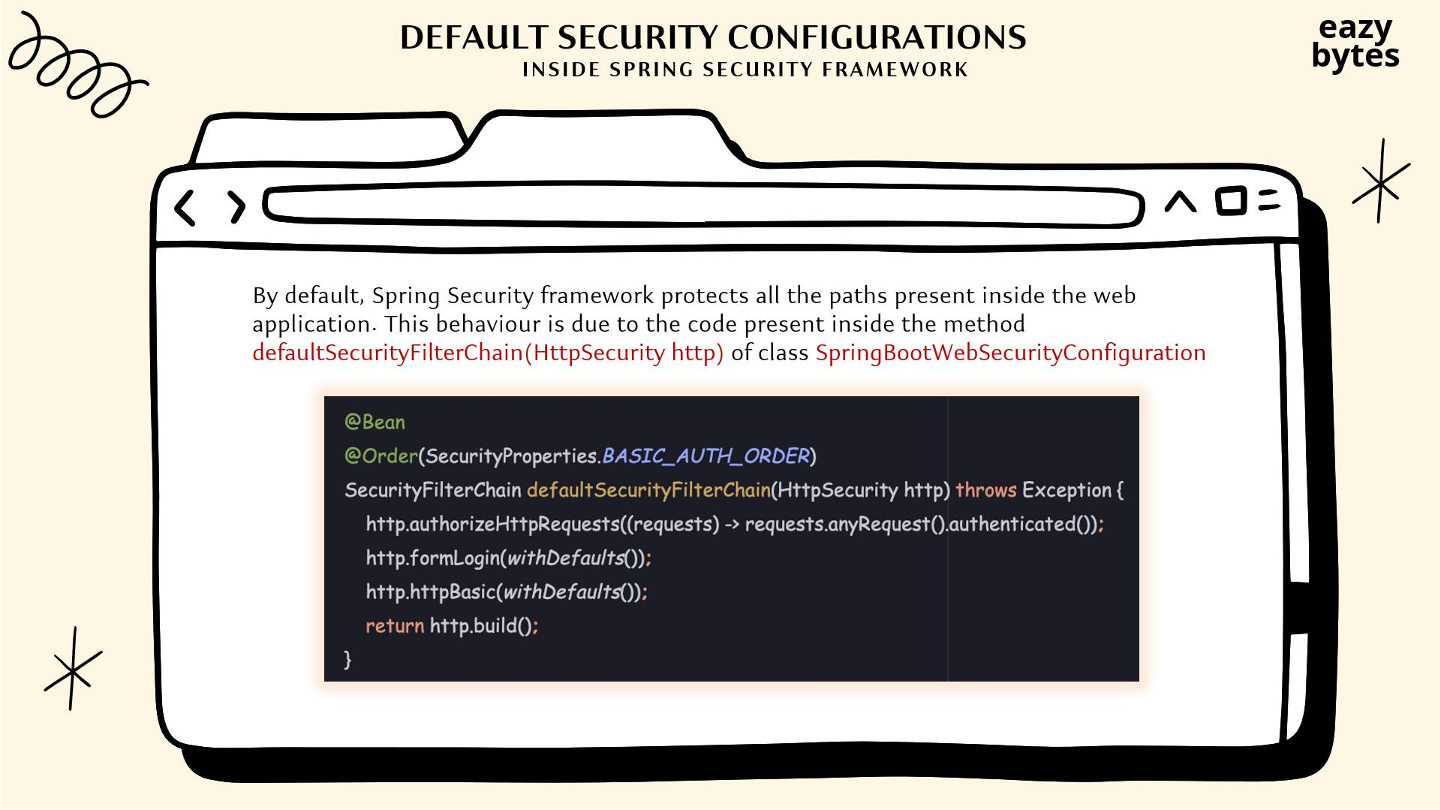 DEFAULT SECURITY CONFIGURATIONS
INSIDE SPRING SECURITY FRAMEWORK
eazy
bytes
By default, Spring Security framework protects all the paths present inside the web
application. This behaviour is due to the code present inside the method
defaultSecurityFilterChain(HttpSecurity http) of class SpringBootWebSecurityConfiguration
@Bean
@Order(SecurityProperties.BASIC_AUTH_ORDER)
SecurityFilterChain defaultSecurityFilterChain(HttpSecurity http) throws Exception {
    http.authorizeHttpRequests((requests) -> requests.anyRequest().authenticated());
    http.formLogin(withDefaults());
    http.httpBasic(withDefaults());
    return http.build();
}